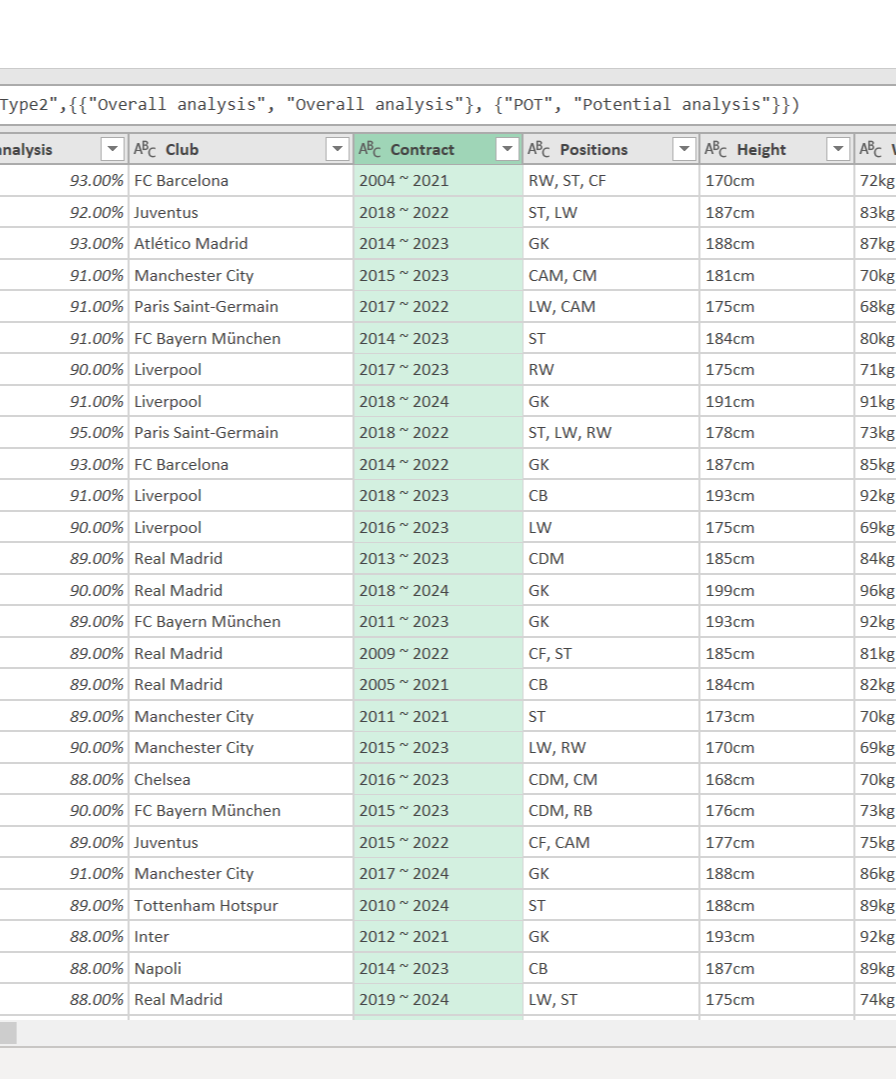 Type2",{{"Overall analysis", "Overall analysis"}, {"POT", "Potential analysis"}})
analysis ABC Club ABC Contract ABC Positions ABC Height ABC
93.00% FC Barcelona 2004 ~ 2021 RW, ST, CF 170cm 72kg
92.00% Juventus 2018 ~ 2022 ST, LW 187cm 83kg
93.00% Atlético Madrid 2014 ~ 2023 GK 188cm 87kg
91.00% Manchester City 2015 ~ 2023 CAM, CM 181cm 70kg
91.00% Paris Saint-Germain 2017 ~ 2022 LW, CAM 175cm 68kg
91.00% FC Bayern München 2014 ~ 2023 ST 184cm 80kg
90.00% Liverpool 2017 ~ 2023 RW 175cm 71kg
91.00% Liverpool 2018 ~ 2024 GK 191cm 91kg
95.00% Paris Saint-Germain 2018 ~ 2022 ST, LW, RW 178cm 73kg
93.00% FC Barcelona 2014 ~ 2022 GK 187cm 85kg
91.00% Liverpool 2018 ~ 2023 CB 193cm 92kg
90.00% Liverpool 2016 ~ 2023 LW 175cm 69kg
89.00% Real Madrid 2013 ~ 2023 CDM 185cm 84kg
90.00% Real Madrid 2018 ~ 2024 GK 199cm 96kg
89.00% FC Bayern München 2011 ~ 2023 GK 193cm 92kg
89.00% Real Madrid 2009 ~ 2022 CF, ST 185cm 81kg
89.00% Real Madrid 2005 ~ 2021 CB 184cm 82kg
89.00% Manchester City 2011 ~ 2021 ST 173cm 70kg
90.00% Manchester City 2015 ~ 2023 LW, RW 170cm 69kg
88.00% Chelsea 2016 ~ 2023 CDM, CM 168cm 70kg
90.00% FC Bayern München 2015 ~ 2023 CDM, RB 176cm 73kg
89.00% Juventus 2015 ~ 2022 CF, CAM 177cm 75kg
91.00% Manchester City 2017 ~ 2024 GK 188cm 86kg
89.00% Tottenham Hotspur 2010 ~ 2024 ST 188cm 89kg
88.00% Inter 2012 ~ 2021 GK 193cm 92kg
88.00% Napoli 2014 ~ 2023 CB 187cm 89kg
88.00% Real Madrid 2019 ~ 2024 LW, ST 175cm 74kg